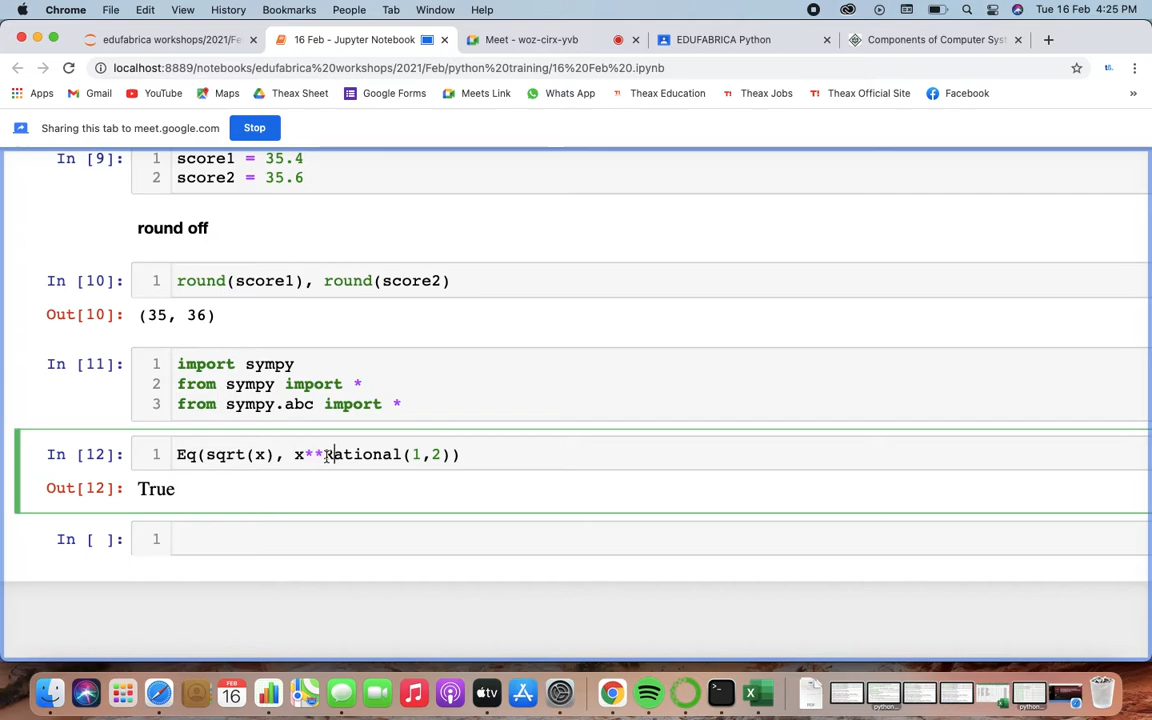 Chrome File Edit View History Bookmarks People Tab Window Help Tue 16 Feb 4:25 PM
edufabrica workshops/2021/Fe 16 Feb - Jupyter Notebook Meet - woz-cirx-yvb EDUFABRICA Python Components of Computer Sys
localhost:8889/notebooks/edufabrica%20workshops/2021/Feb/python%20training/16%20Feb%20.ipynb
Apps Gmail YouTube Maps Theax Sheet Google Forms Meets Link Whats App Theax Education Theax Jobs Theax Official Site Facebook »
Sharing this tab to meet.google.com Stop
In [9]: 1 score1 = 35.4
2 score2 = 35.6
round off
In [10]: 1 round(score1), round(score2)
Out[10]: (35, 36)
In [11]: 1 import sympy
2 from sympy import *
3 from sympy.abc import *
In [12]: 1 Eq(sqrt(x), x**Rational(1,2))
Out[12]: True
In [ ]: 1
FEB
16
tv